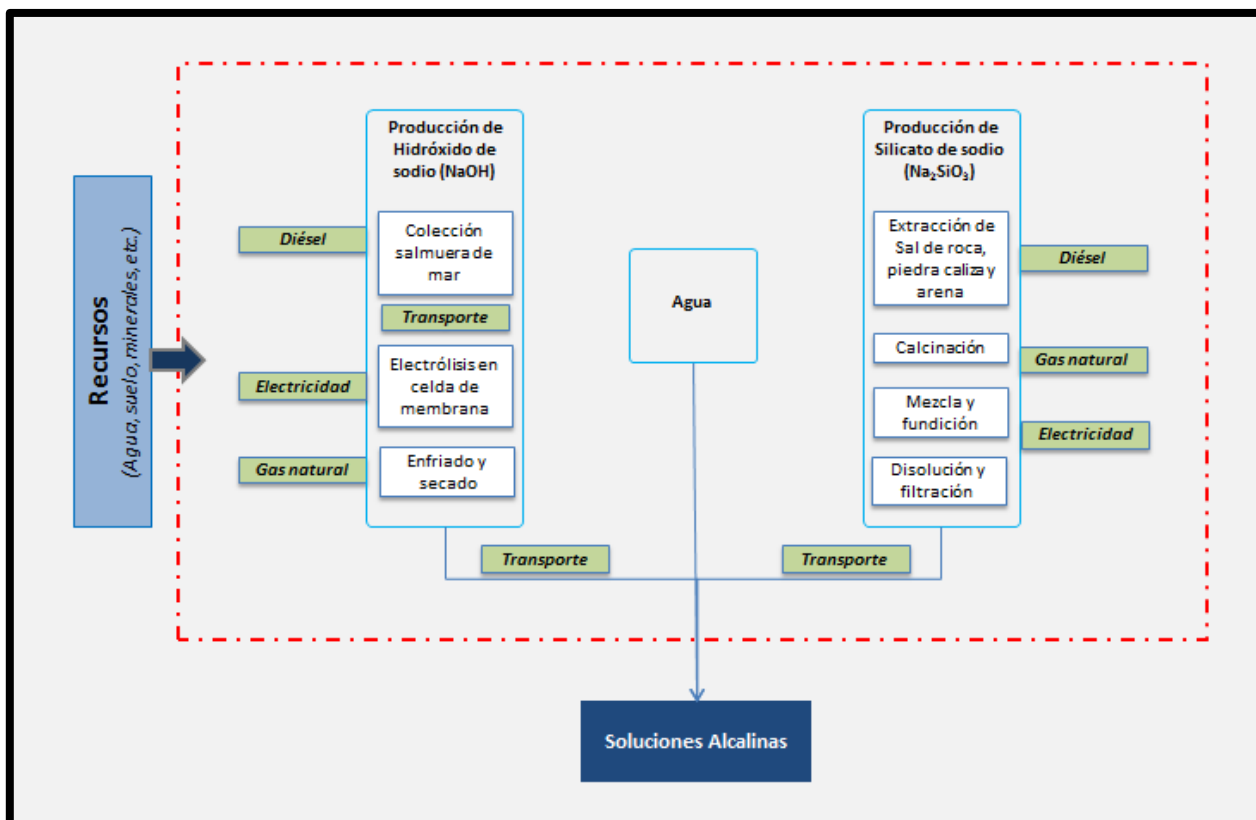 Recursos
(Agua, suelo, minerales, etc.)
Producción de
Hidróxido de
sodio (NaOH)
Diésel
Colección
salmuera de
mar
Transporte
Electricidad
Electrólisis en
celda de
membrana
Gas natural
Enfriado y
secado
Agua
Producción de
Silicato de sodio
(Na₂SiO₃)
Extracción de
Sal de roca,
piedra caliza y
arena
Diésel
Calcinación
Gas natural
Mezcla y
fundición
Electricidad
Disolución y
filtración
Transporte
Transporte
Soluciones Alcalinas